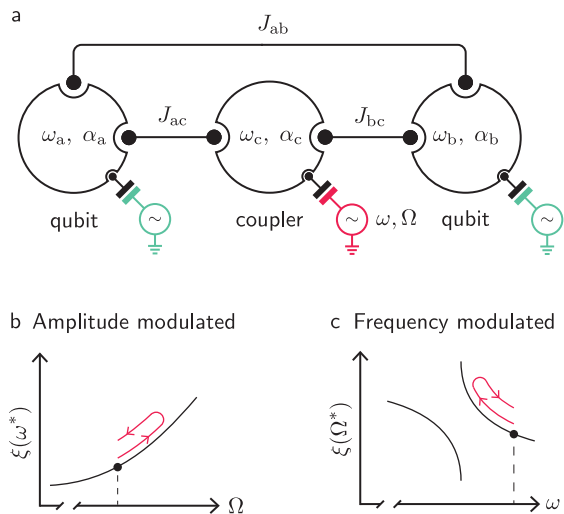 a
J_ab
ω_a, α_a
J_ac
ω_c, α_c
J_bc
ω_b, α_b
~
~
ω, Ω
~
qubit
coupler
qubit
b Amplitude modulated
ξ(ω*)
Ω
c Frequency modulated
ξ(Ω*)
ω